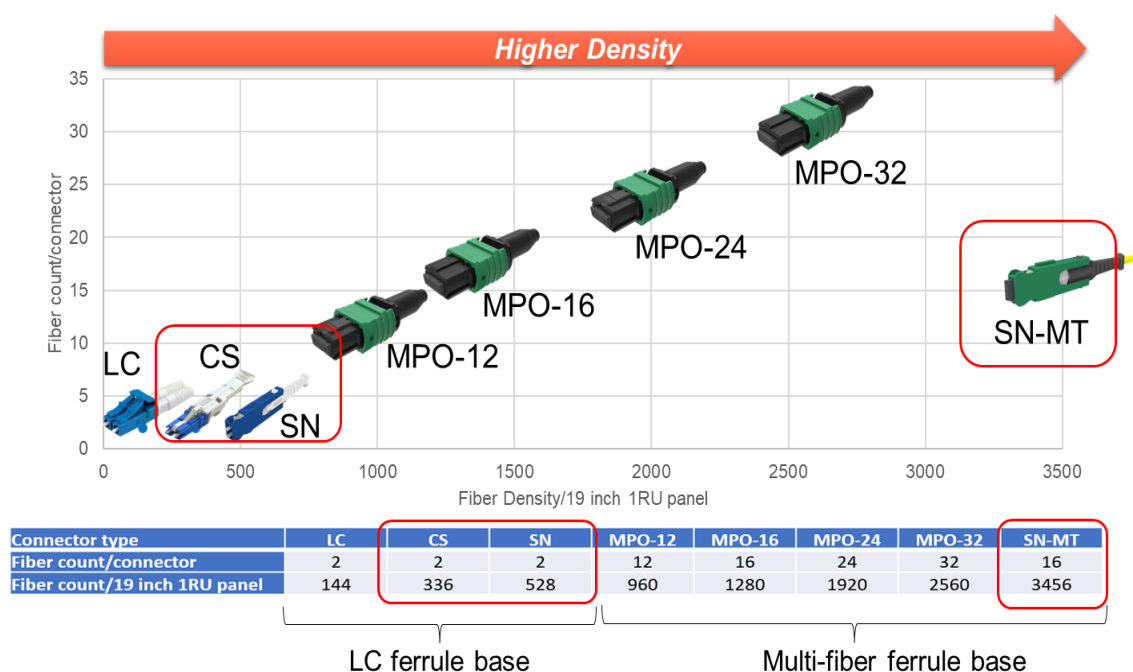 Higher Density
Fiber count/connector
35
30
25
20
15
10
5
0
MPO-32
MPO-24
MPO-16
MPO-12
SN-MT
LC
CS
SN
0 500 1000 1500 2000 2500 3000 3500
Fiber Density/19 inch 1RU panel
Connector type LC CS SN MPO-12 MPO-16 MPO-24 MPO-32 SN-MT
Fiber count/connector 2 2 2 12 16 24 32 16
Fiber count/19 inch 1RU panel 144 336 528 960 1280 1920 2560 3456
LC ferrule base Multi-fiber ferrule base